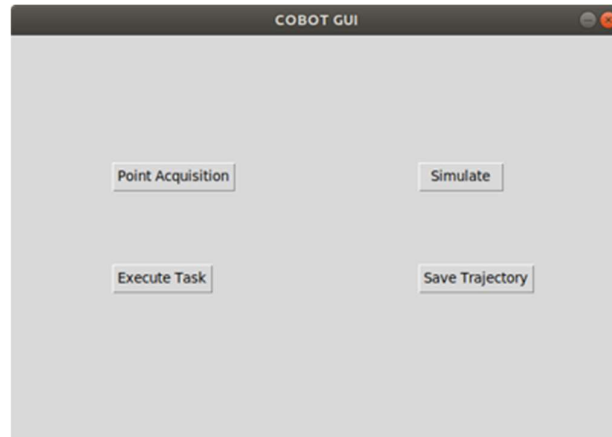 COBOT GUI
Point Acquisition
Simulate
Execute Task
Save Trajectory